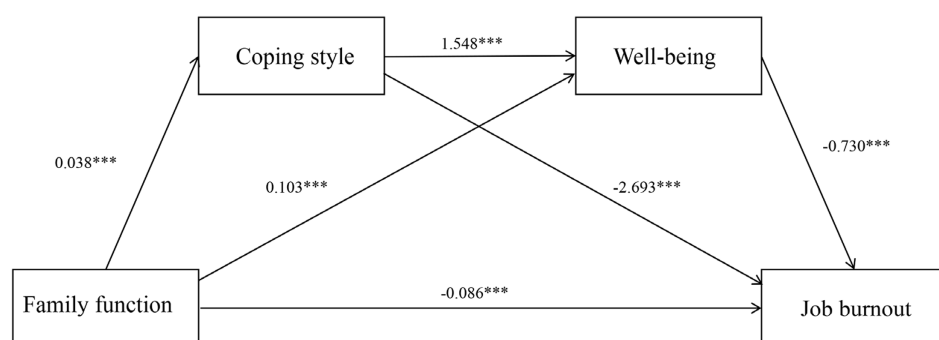 Coping style
1.548***
Well-being
0.038***
0.103***
-2.693***
-0.730***
Family function
-0.086***
Job burnout